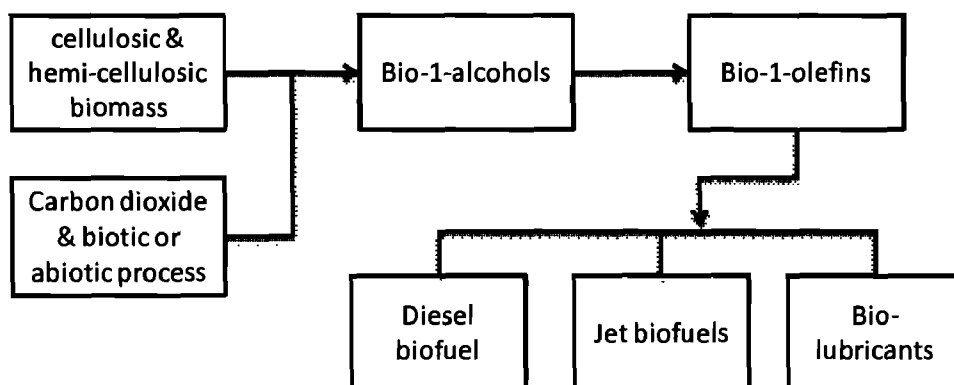 cellulosic &
hemi-cellulosic
biomass
Bio-1-alcohols
Bio-1-olefins
Carbon dioxide
& biotic or
abiotic process
Diesel
biofuel
Jet biofuels
Bio-
lubricants